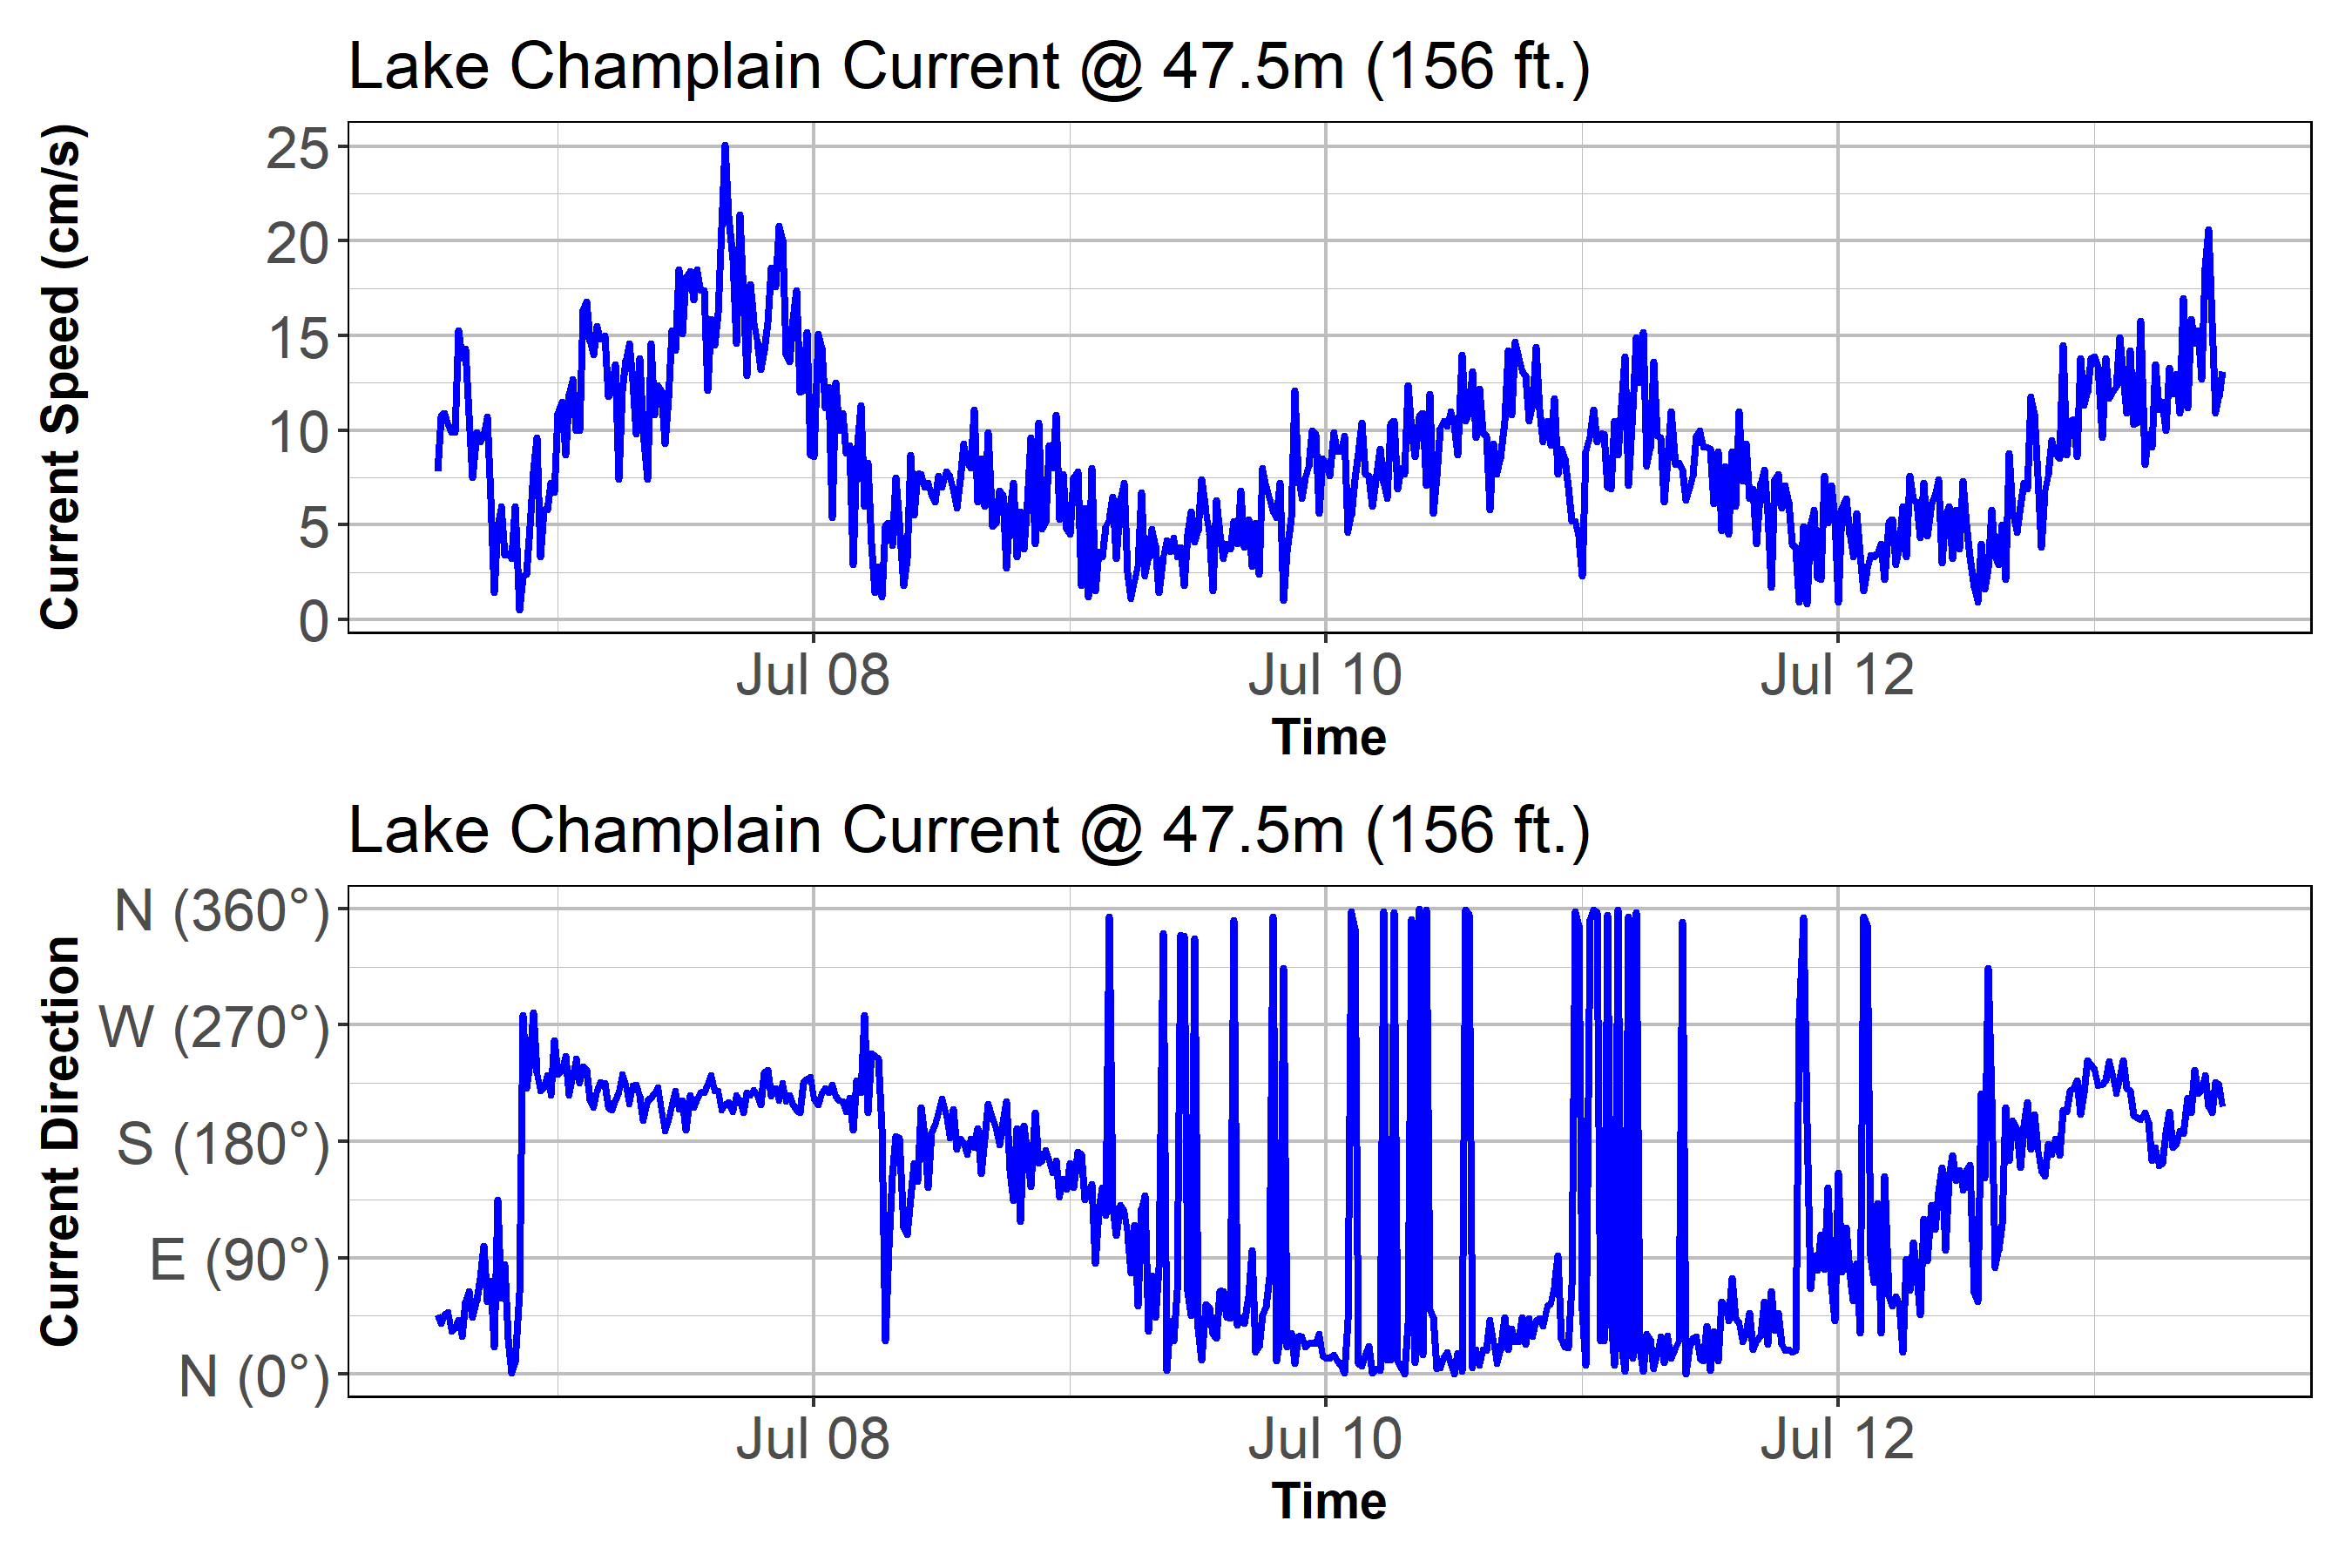 Lake Champlain Current @ 47.5m (156 ft.)
Current Speed (cm/s)
25
20
15
10
5
0
Jul 08 Jul 10 Jul 12
Time
Lake Champlain Current @ 47.5m (156 ft.)
Current Direction
N (360°)
W (270°)
S (180°)
E (90°)
N (0°)
Jul 08 Jul 10 Jul 12
Time